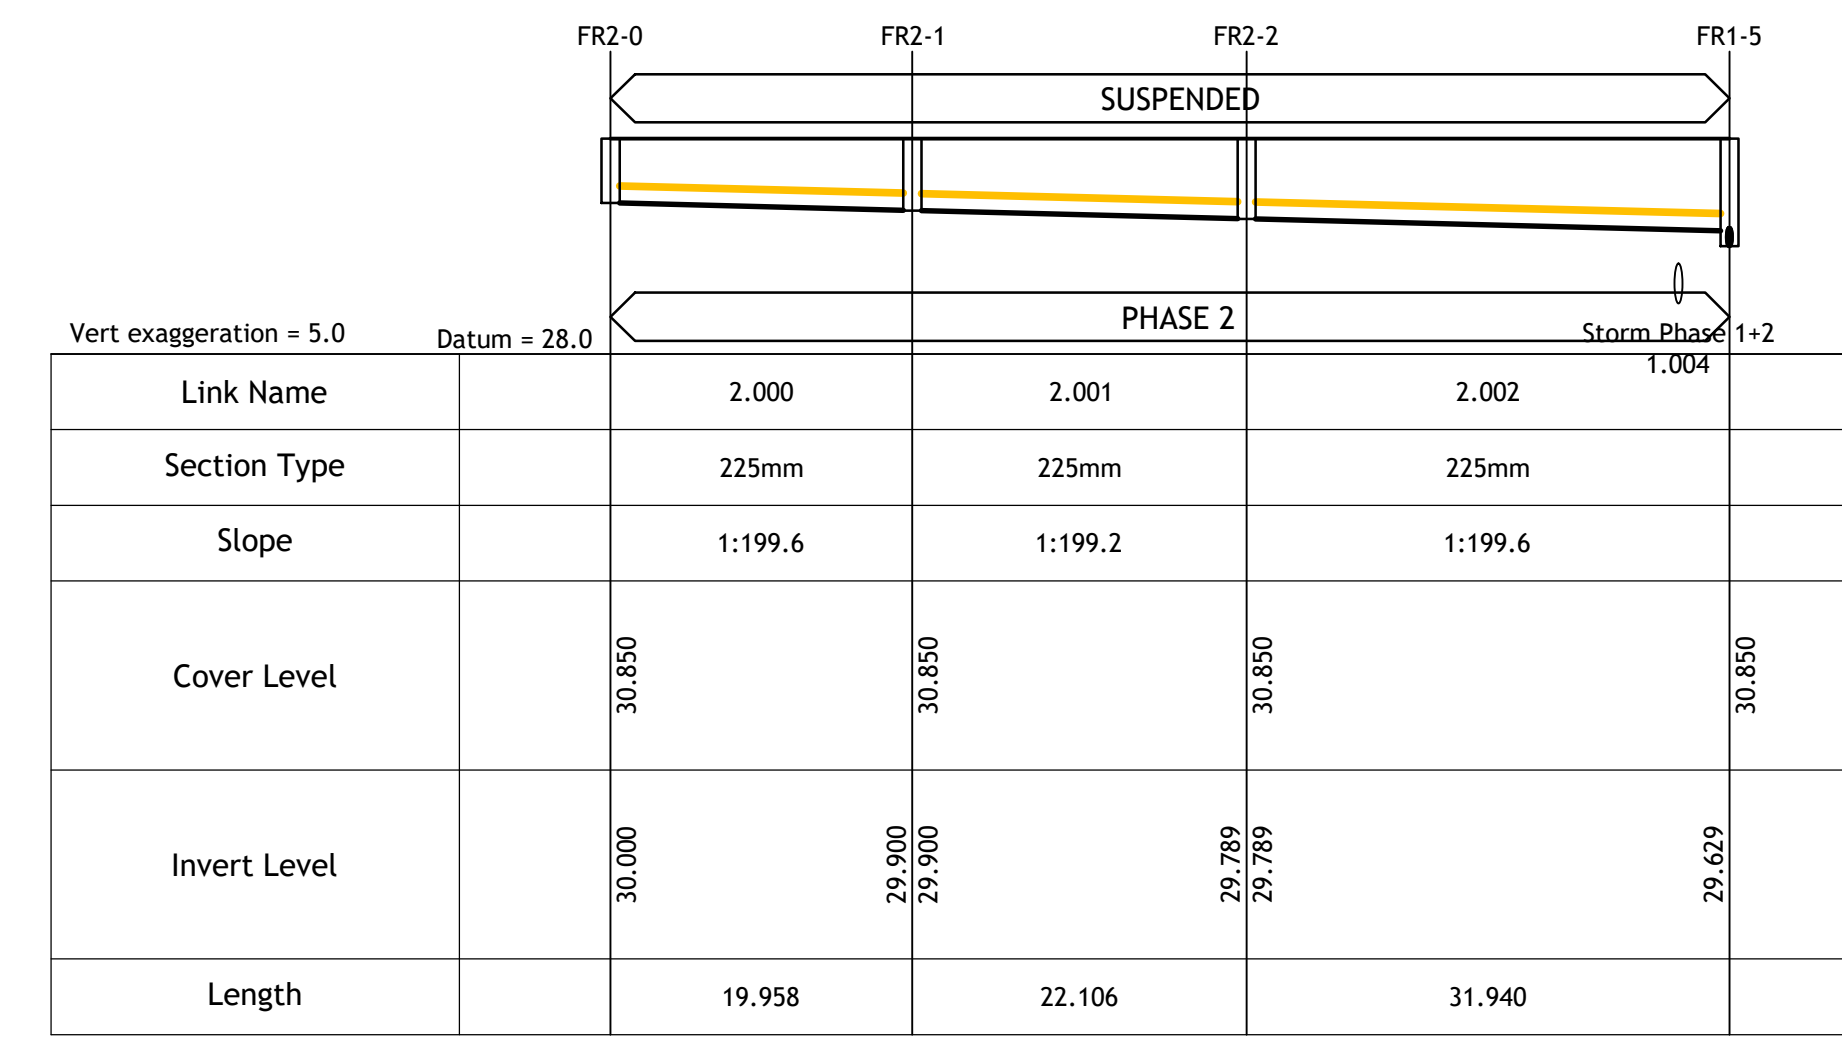 FR2-0 FR2-1 FR2-2 FR1-5
SUSPENDED
PHASE 2
Vert exaggeration = 5.0 Datum = 28.0 Storm Phase 1+2
1.004
Link Name 2.000 2.001 2.002
Section Type 225mm 225mm 225mm
Slope 1:199.6 1:199.2 1:199.6
Cover Level 30.850 30.850 30.850 30.850
Invert Level 30.000 29.900 29.900 29.789 29.789 29.629
Length 19.958 22.106 31.940